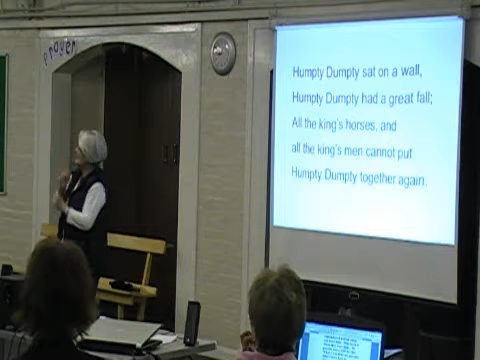 prayer
Humpty Dumpty sat on a wall,
Humpty Dumpty had a great fall;
All the king's horses, and
all the king's men cannot put
Humpty Dumpty together again.